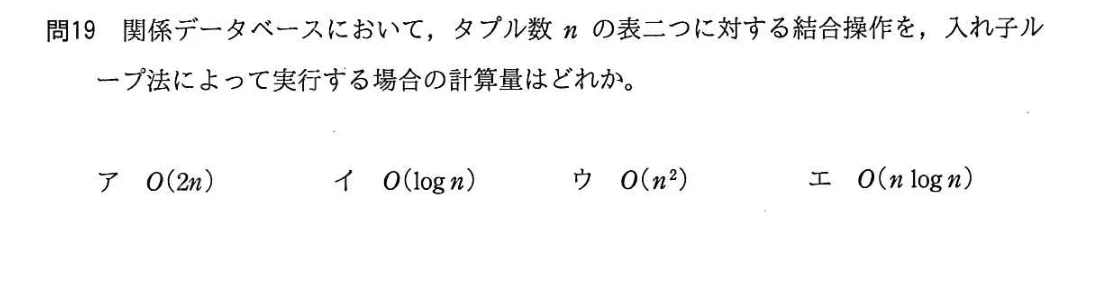 問19 関係データベースにおいて，タプル数 n の表二つに対する結合操作を，入れ子ル
ープ法によって実行する場合の計算量はどれか。
ア O(2n) イ O(log n) ウ O(n²) エ O(n log n)